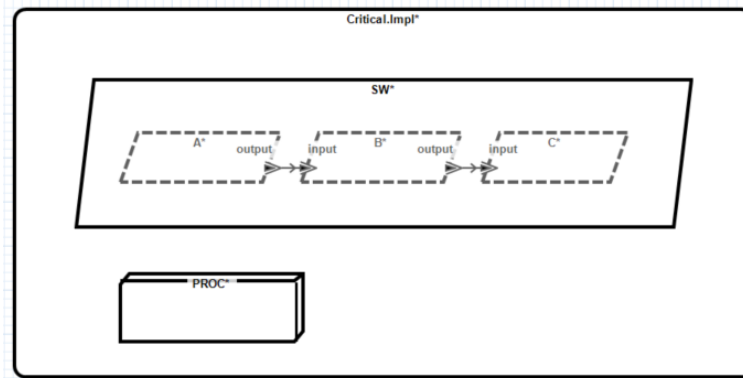 Critical.Impl*
SW*
A*
output
input
B*
output
input
C*
PROC*